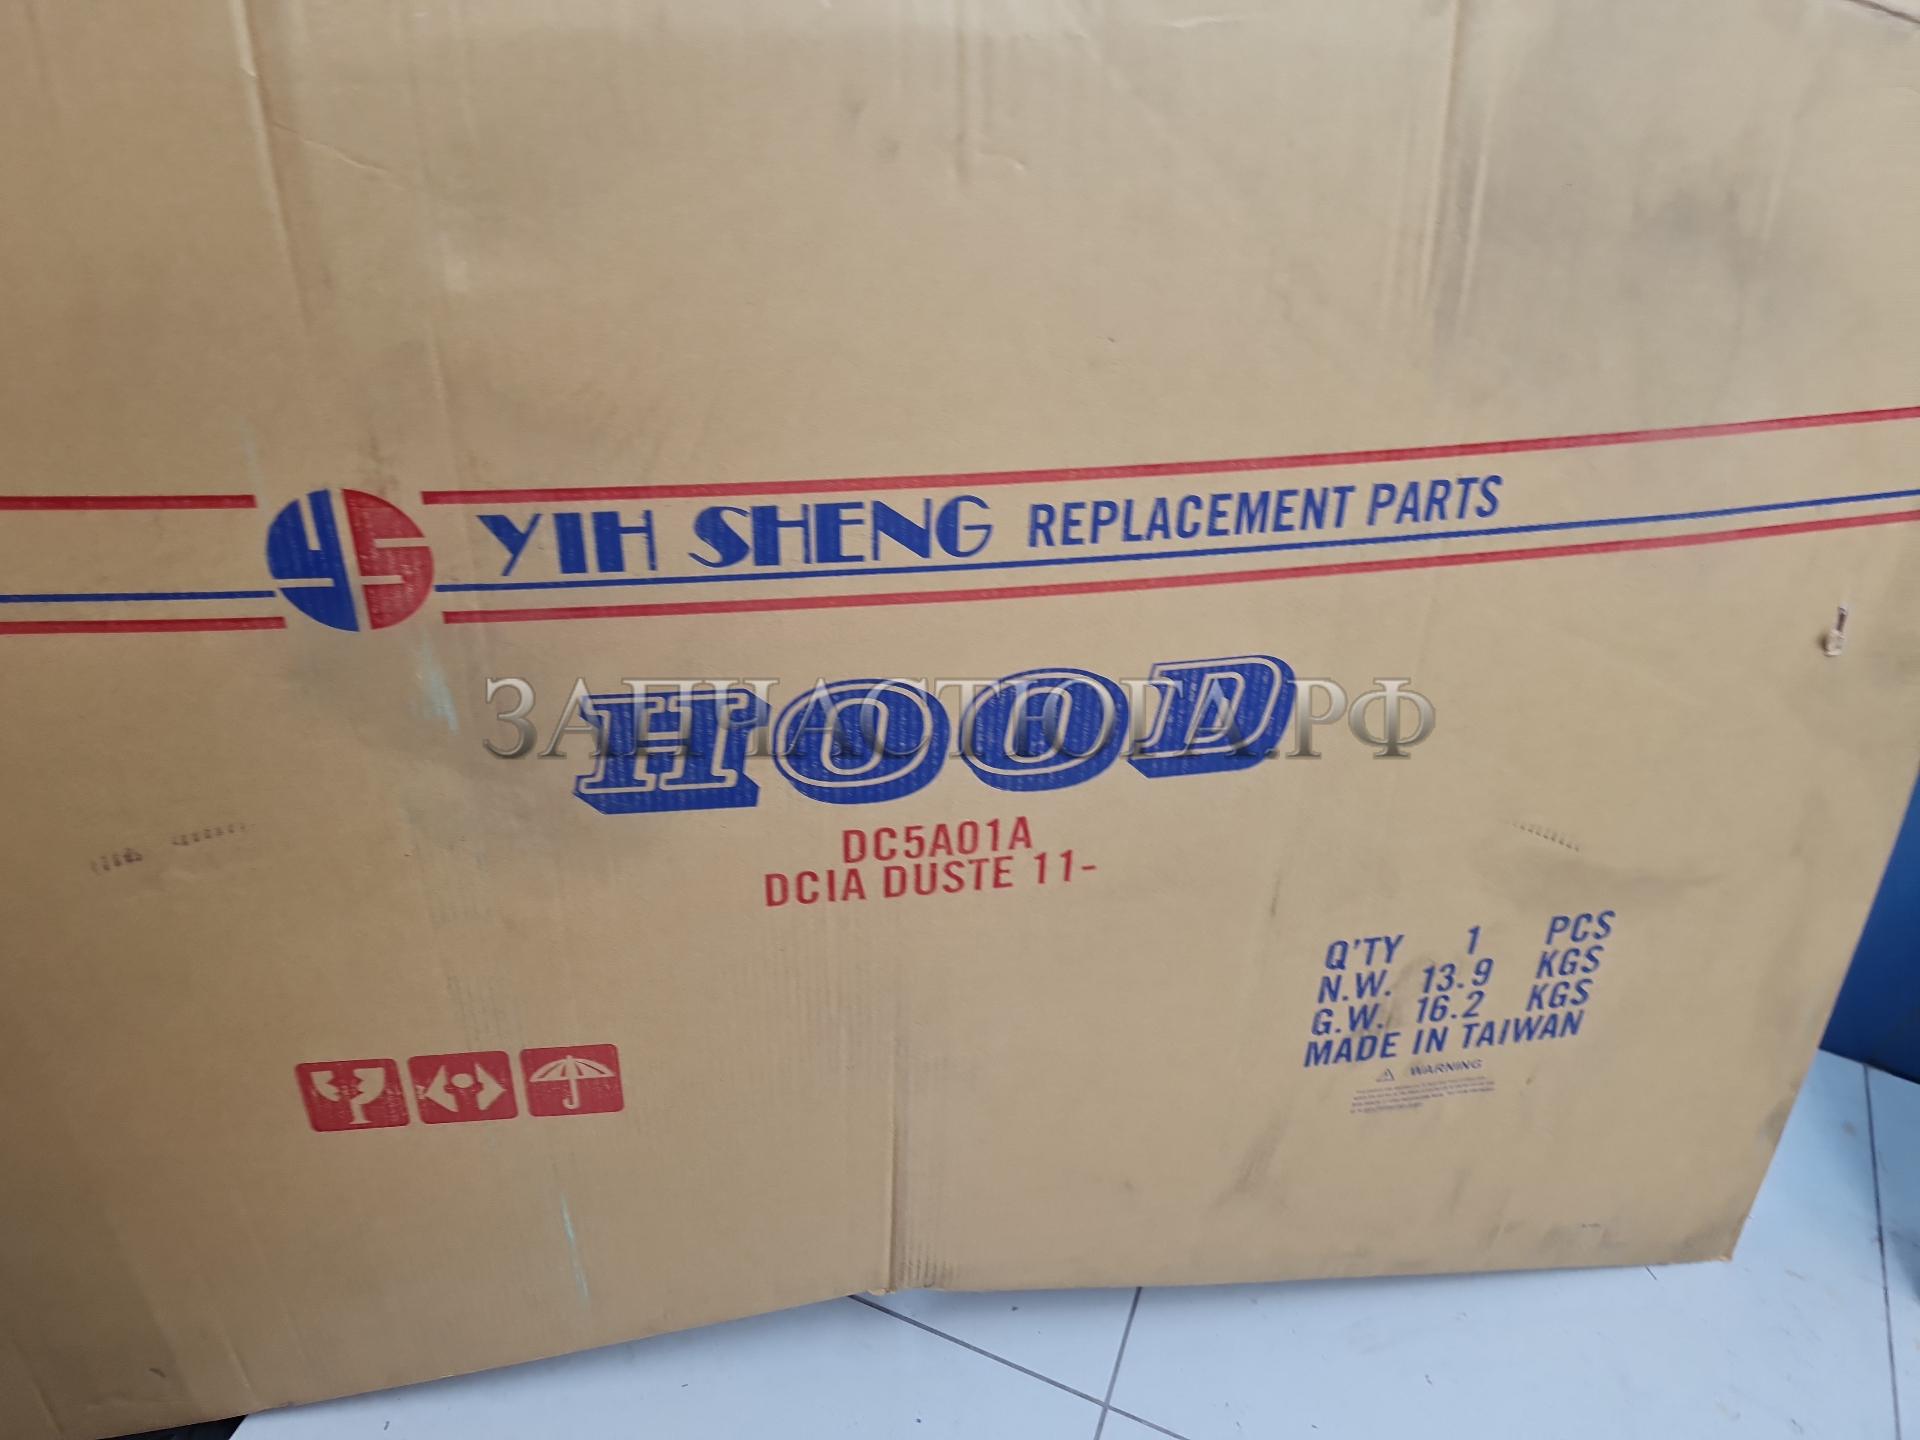 YS YIH SHENG REPLACEMENT PARTS
ЗАПЧАСТЮГА.РФ
HOOD
DC5A01A
DCIA DUSTE 11-
Q'TY 1 PCS
N.W. 13.9 KGS
G.W. 16.2 KGS
MADE IN TAIWAN
WARNING